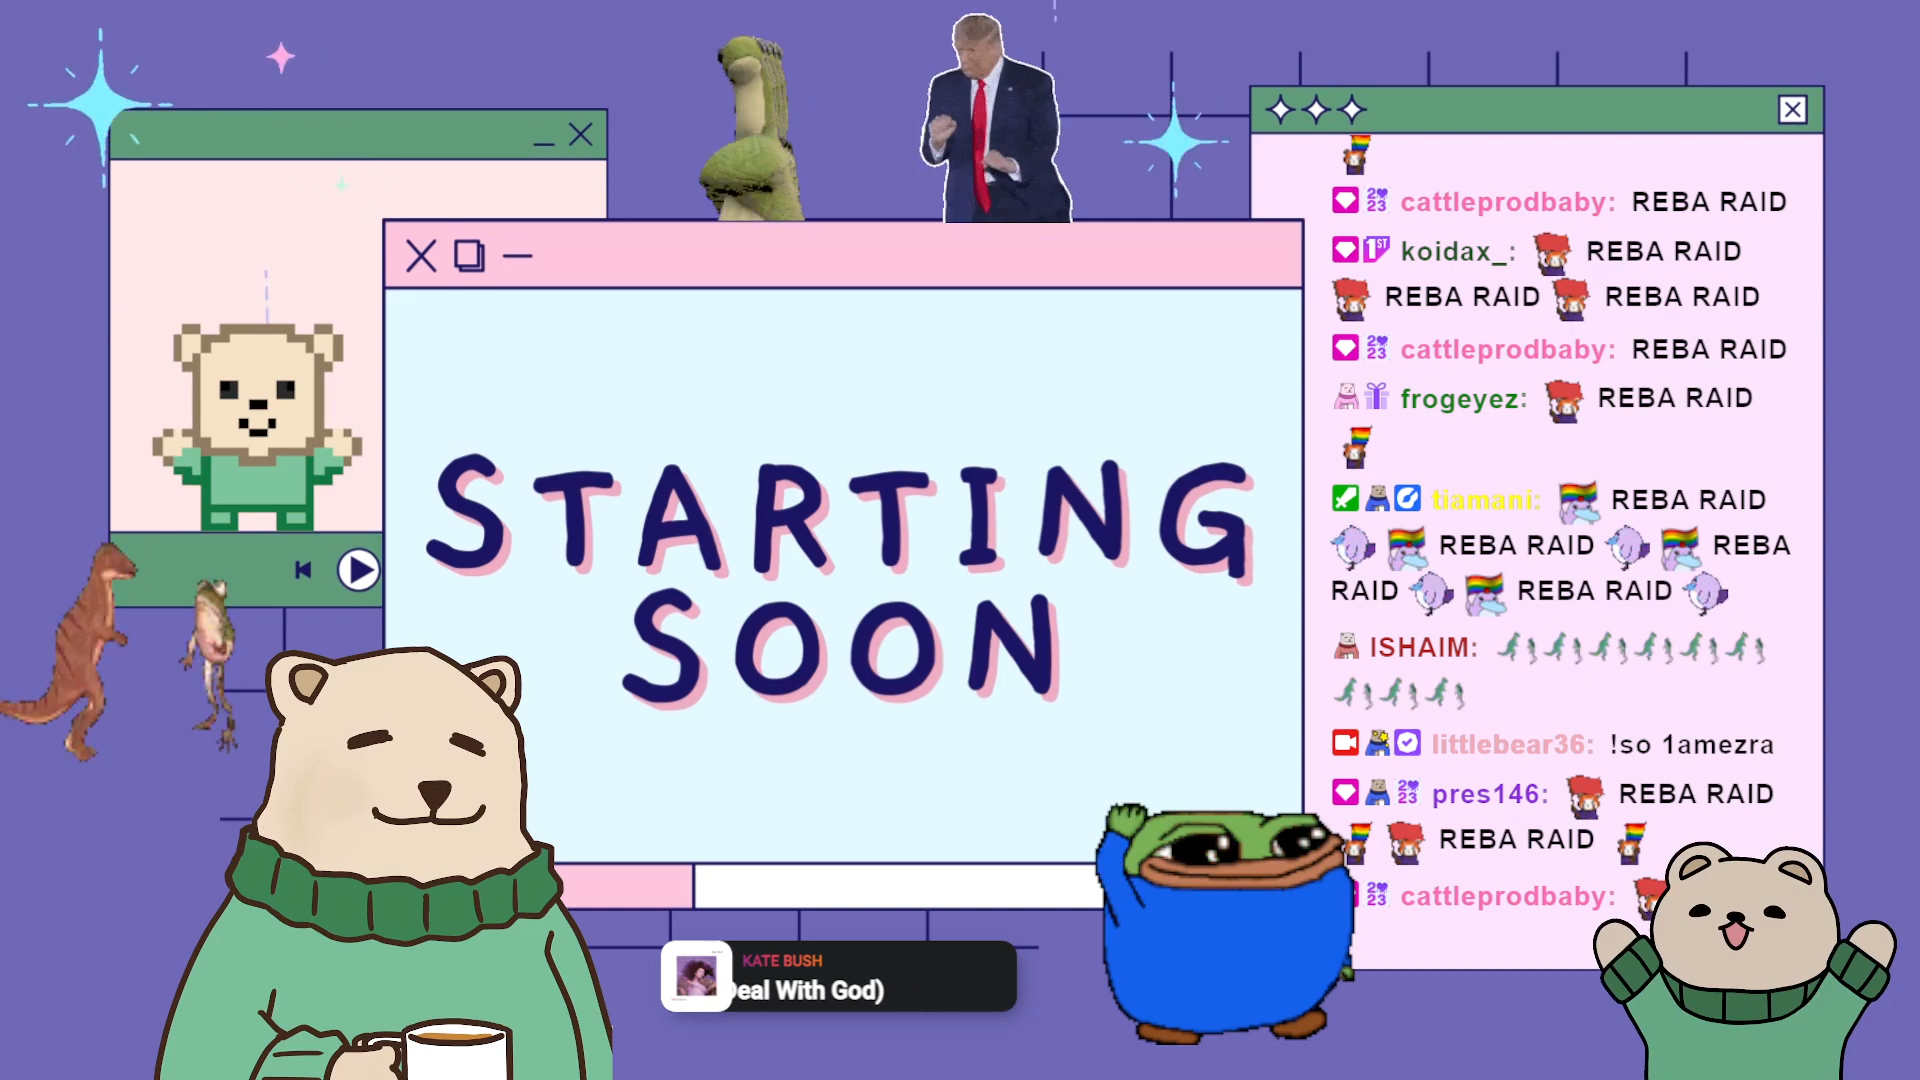 STARTING
SOON
KATE BUSH
Deal With God)
cattleprodbaby: REBA RAID
1ST koidax_: REBA RAID
REBA RAID REBA RAID
cattleprodbaby: REBA RAID
frogeyez: REBA RAID
tiamani: REBA RAID
REBA RAID REBA
RAID REBA RAID
ISHAIM:
littlebear36: !so 1amezra
pres146: REBA RAID
REBA RAID
cattleprodbaby: